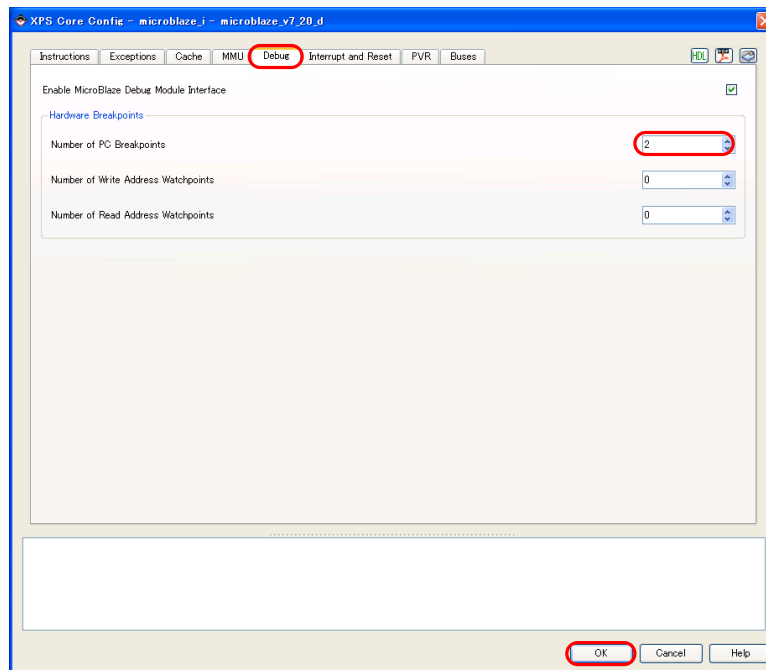 XPS Core Config - microblaze_i - microblaze_v7_20_d
Instructions Exceptions Cache MMU Debug Interrupt and Reset PVR Buses HDL
Enable MicroBlaze Debug Module Interface
Hardware Breakpoints
Number of PC Breakpoints 2
Number of Write Address Watchpoints 0
Number of Read Address Watchpoints 0
OK Cancel Help